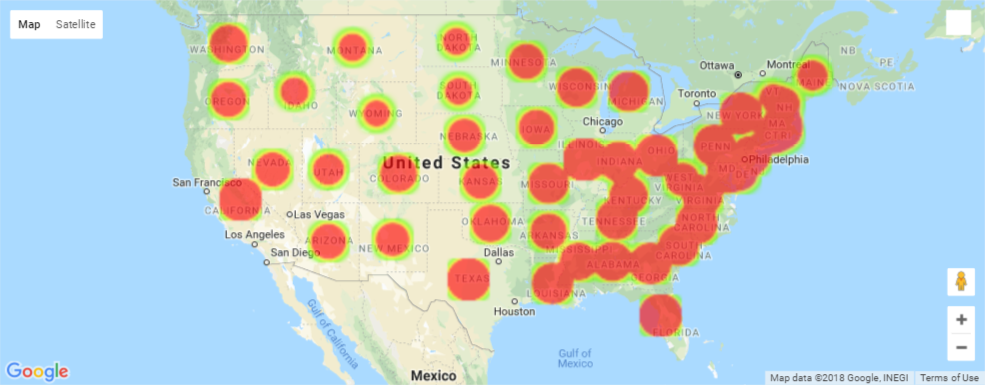 Map Satellite
WASHINGTON
MONTANA
NORTH
DAKOTA
MINNESOTA
OREGON
IDAHO
WYOMING
SOUTH
DAKOTA
WISCONSIN
MICHIGAN
Ottawa
Montreal
MAINE
NB
PE
NOVA SCOTIA
Toronto
VT
NH
NEW YORK
MA
CT RI
IOWA
Chicago
NEBRASKA
ILLINOIS
INDIANA
OHIO
PENN
Philadelphia
MD
DE
NEVADA
UTAH
COLORADO
United States
KANSAS
MISSOURI
WEST
VIRGINIA
KENTUCKY
VIRGINIA
San Francisco
CALIFORNIA
Las Vegas
Los Angeles
San Diego
ARIZONA
NEW MEXICO
OKLAHOMA
ARKANSAS
TENNESSEE
NORTH
CAROLINA
SOUTH
CAROLINA
MISSISSIPPI
ALABAMA
GEORGIA
Dallas
TEXAS
LOUISIANA
Houston
FLORIDA
Gulf of
California
Gulf of
Mexico
Mexico
Google
Map data ©2018 Google, INEGI Terms of Use